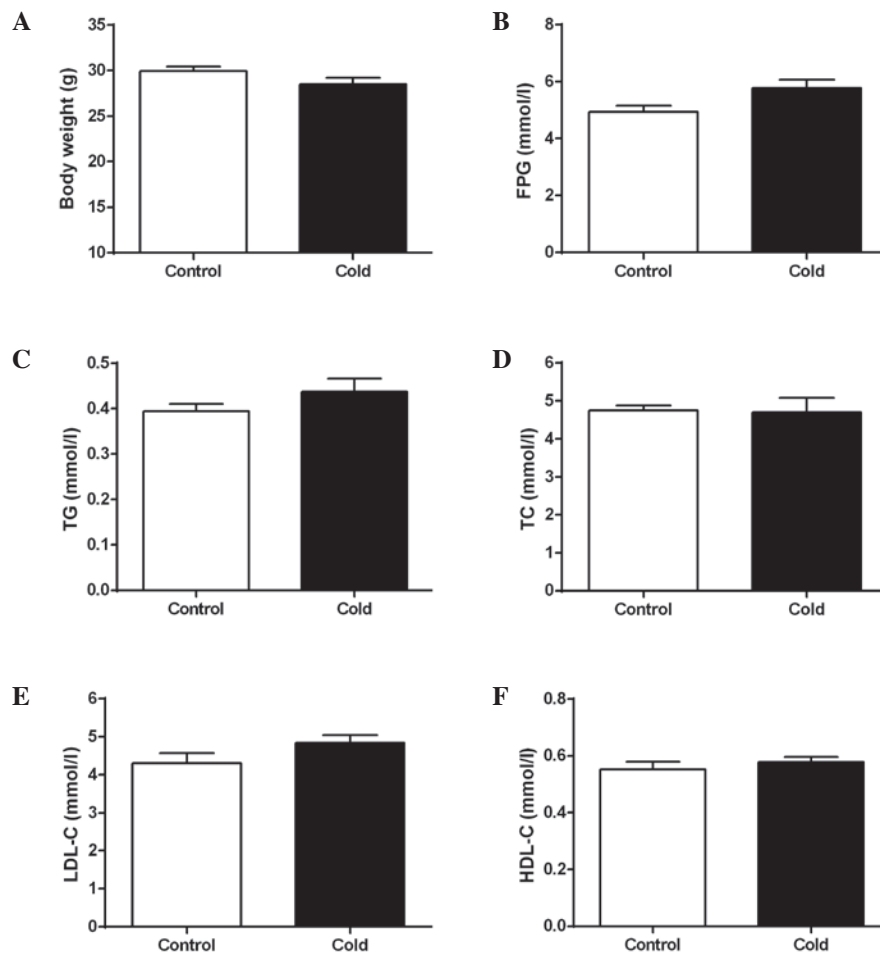 A
Body weight (g)
35
30
25
20
15
10
Control Cold
B
FPG (mmol/l)
8
6
4
2
0
Control Cold
C
TG (mmol/l)
0.5
0.4
0.3
0.2
0.1
0.0
Control Cold
D
TC (mmol/l)
6
5
4
3
2
1
0
Control Cold
E
LDL-C (mmol/l)
6
5
4
3
2
1
0
Control Cold
F
HDL-C (mmol/l)
0.8
0.6
0.4
0.2
0.0
Control Cold